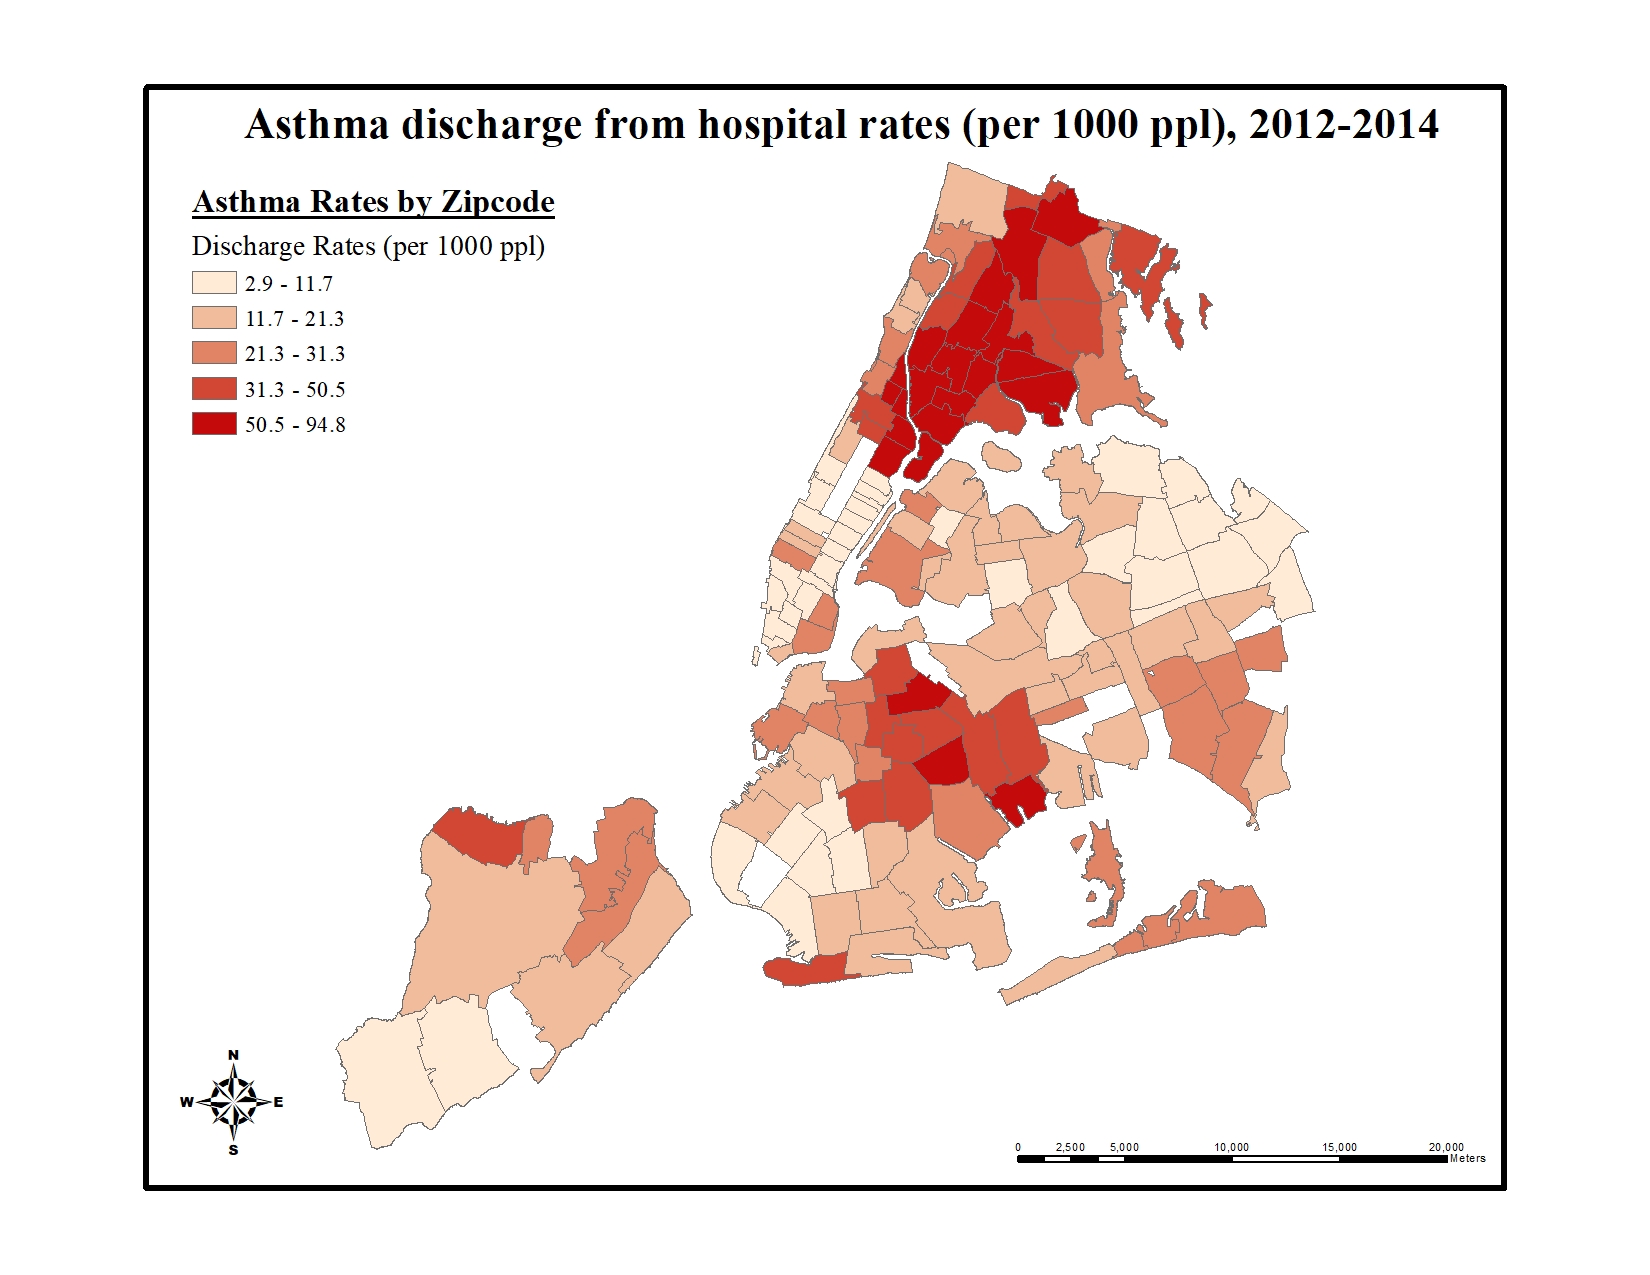 Asthma discharge from hospital rates (per 1000 ppl), 2012-2014
Asthma Rates by Zipcode
Discharge Rates (per 1000 ppl)
2.9 - 11.7
11.7 - 21.3
21.3 - 31.3
31.3 - 50.5
50.5 - 94.8
N
W E
S
0 2,500 5,000 10,000 15,000 20,000
Meters